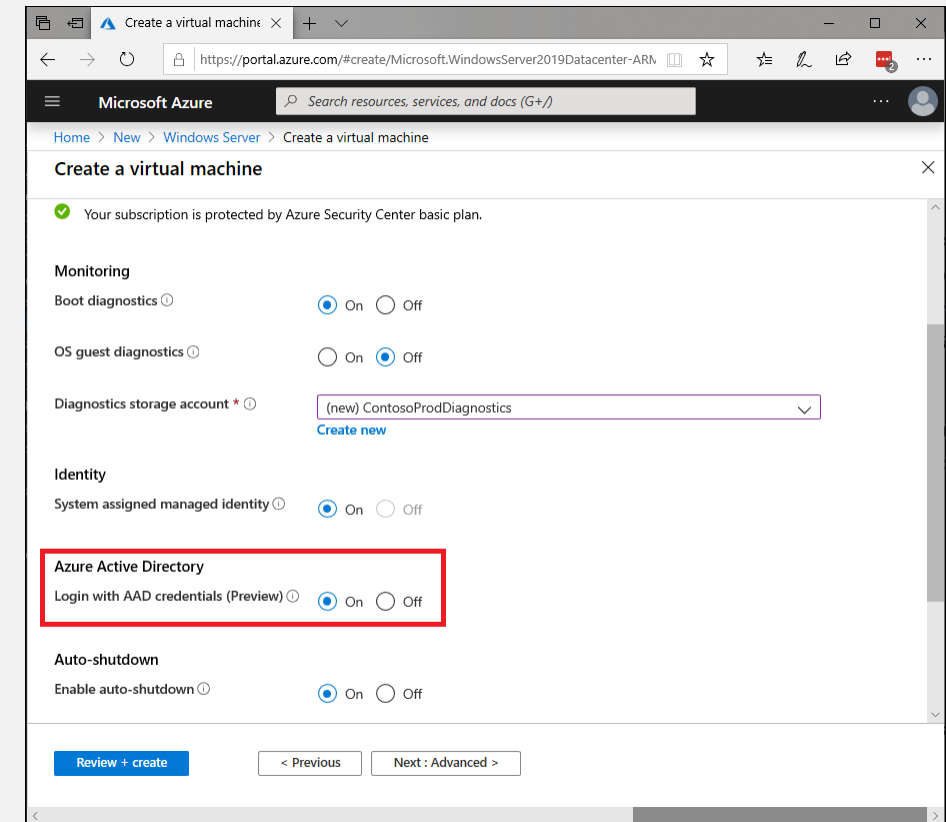 Create a virtual machine
https://portal.azure.com/#create/Microsoft.WindowsServer2019Datacenter-ARM
2
Microsoft Azure
Search resources, services, and docs (G+/)
Home > New > Windows Server > Create a virtual machine
Create a virtual machine
Your subscription is protected by Azure Security Center basic plan.
Monitoring
Boot diagnostics On Off
OS guest diagnostics On Off
Diagnostics storage account * (new) ContosoProdDiagnostics
Create new
Identity
System assigned managed identity On Off
Azure Active Directory
Login with AAD credentials (Preview) On Off
Auto-shutdown
Enable auto-shutdown On Off
Review + create < Previous Next : Advanced >